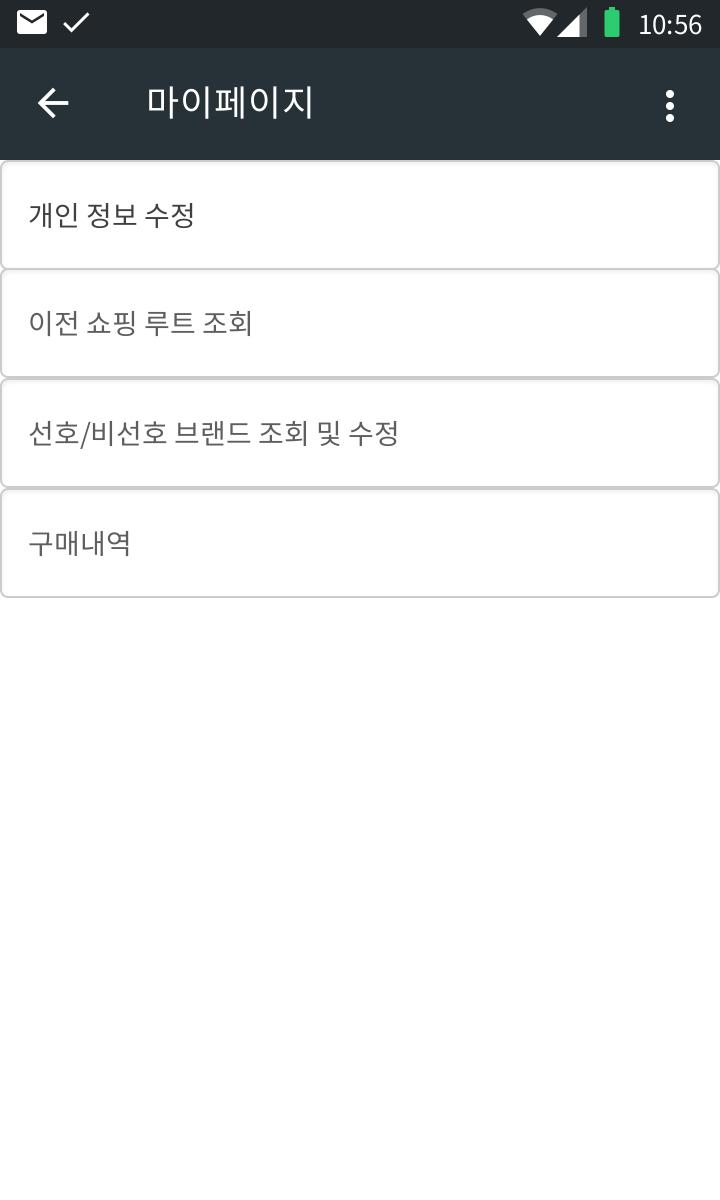 10:56
마이페이지
개인 정보 수정
이전 쇼핑 루트 조회
선호/비선호 브랜드 조회 및 수정
구매내역